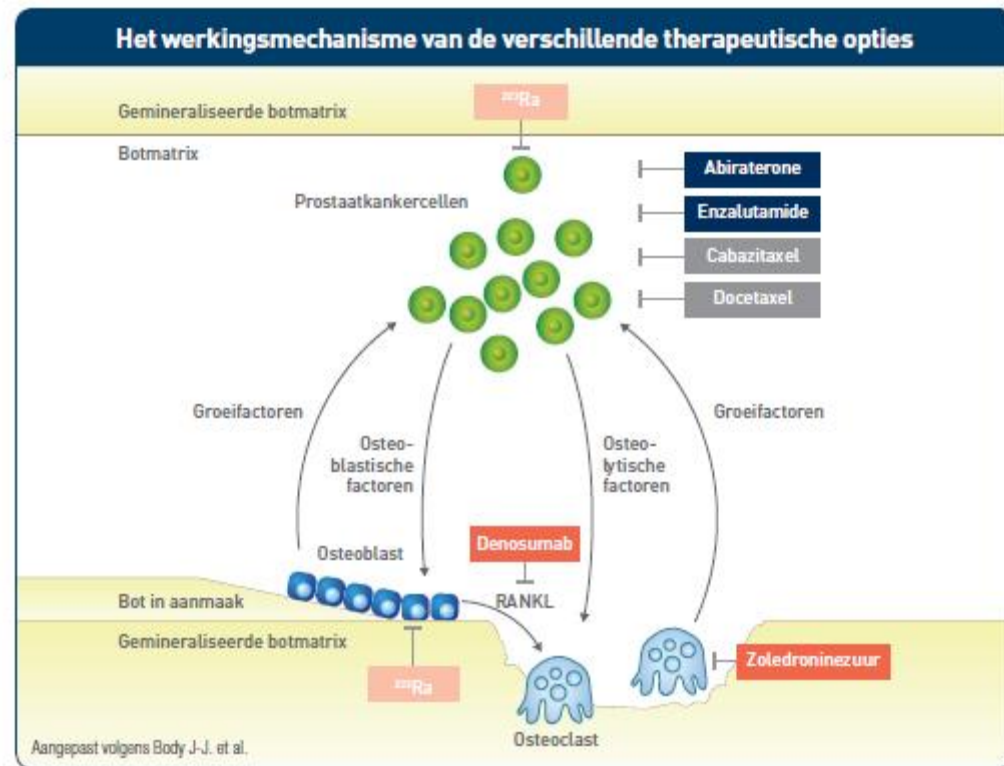 Het werkingsmechanisme van de verschillende therapeutische opties
Gemineraliseerde botmatrix
²²³Ra
Botmatrix
Prostaatkankercellen
Abiraterone
Enzalutamide
Cabazitaxel
Docetaxel
Groeifactoren
Osteo-
blastische
factoren
Osteo-
lytische
factoren
Groeifactoren
Osteoblast
Denosumab
RANKL
Bot in aanmaak
Gemineraliseerde botmatrix
²²³Ra
Zoledroninezuur
Osteoclast
Aangepast volgens Body J-J. et al.